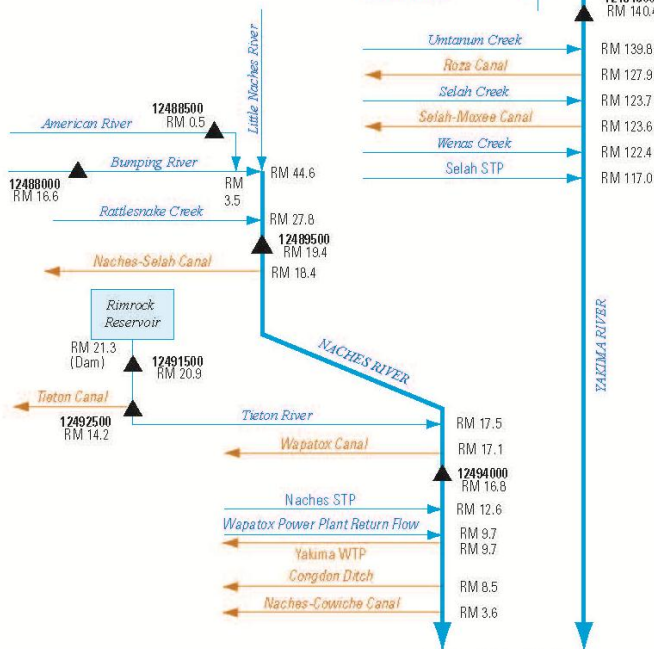 RM 140.4
Little Naches River
Umtanum Creek
RM 139.8
Roza Canal
RM 127.9
12488500
RM 0.5
Selah Creek
RM 123.7
American River
Selah-Moxee Canal
RM 123.6
Wenas Creek
RM 122.4
Bumping River
RM 44.6
Selah STP
RM 117.0
12488000
RM 16.6
RM
3.5
Rattlesnake Creek
RM 27.8
12489500
RM 19.4
Naches-Selah Canal
RM 18.4
Rimrock
Reservoir
NACHES RIVER
YAKIMA RIVER
RM 21.3
(Dam)
12491500
RM 20.9
Tieton Canal
12492500
RM 14.2
Tieton River
RM 17.5
Wapatox Canal
RM 17.1
12494000
RM 16.8
Naches STP
RM 12.6
Wapatox Power Plant Return Flow
RM 9.7
RM 9.7
Yakima WTP
Congdon Ditch
RM 8.5
Naches-Cowiche Canal
RM 3.6